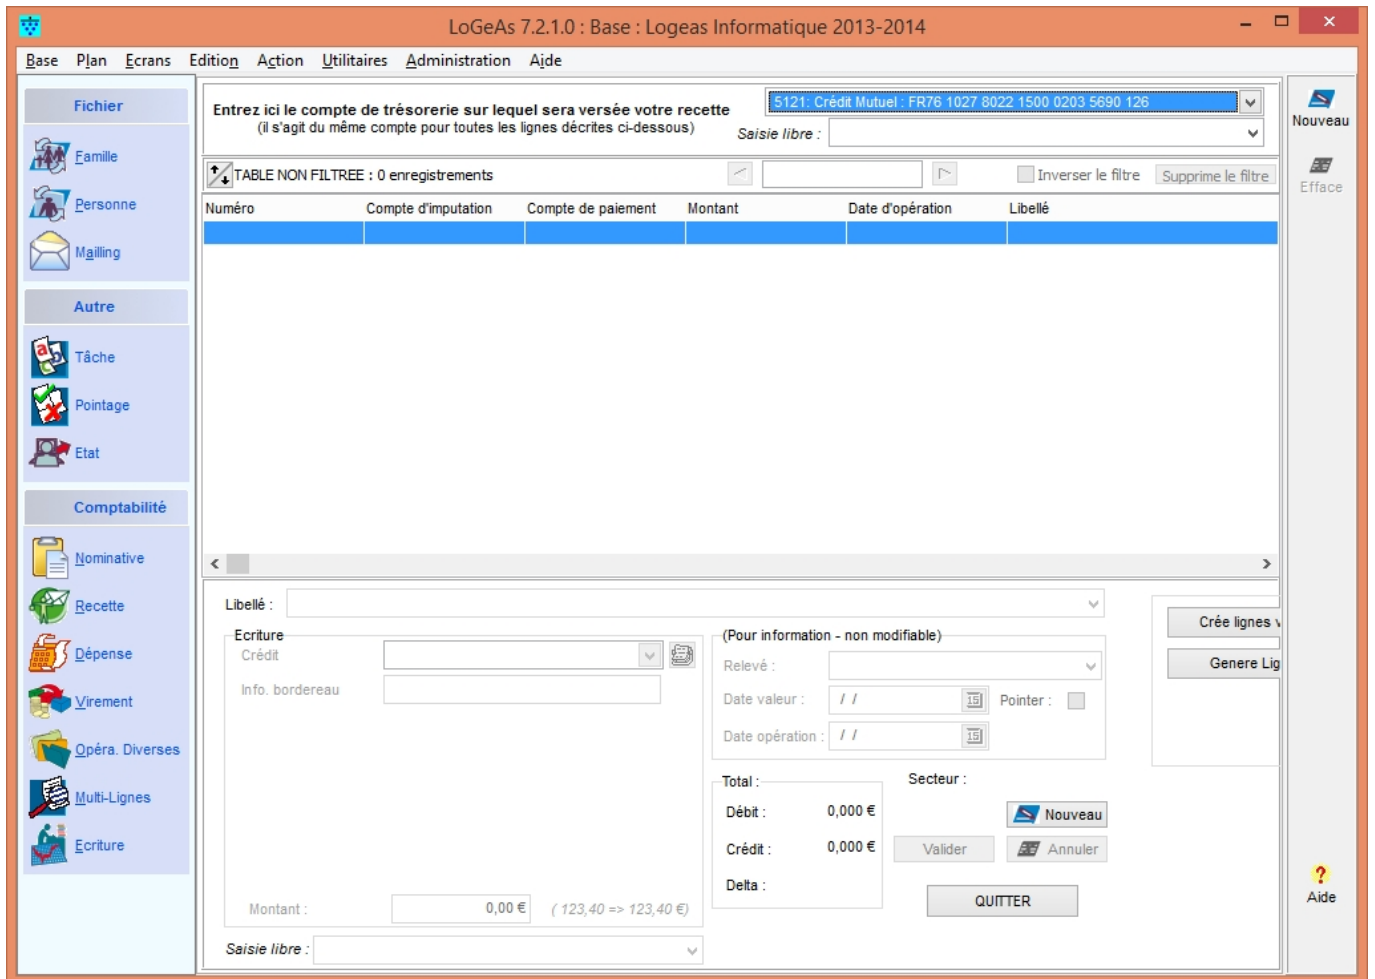 LoGeAs 7.2.1.0 : Base : Logeas Informatique 2013-2014
Base Plan Ecrans Edition Action Utilitaires Administration Aide
Fichier
Famille
Personne
Mailling
Autre
Tâche
Pointage
Etat
Comptabilité
Nominative
Recette
Dépense
Virement
Opéra. Diverses
Multi-Lignes
Ecriture
Entrez ici le compte de trésorerie sur lequel sera versée votre recette
(il s'agit du même compte pour toutes les lignes décrites ci-dessous)
5121: Crédit Mutuel : FR76 1027 8022 1500 0203 5690 126
Saisie libre :
TABLE NON FILTREE : 0 enregistrements
Inverser le filtre Supprime le filtre
Numéro Compte d'imputation Compte de paiement Montant Date d'opération Libellé
Libellé :
Ecriture
Crédit
Info. bordereau
Montant : 0,00 € ( 123,40 => 123,40 €)
Saisie libre :
(Pour information - non modifiable)
Relevé :
Date valeur : / / 15 Pointer :
Date opération : / / 15
Total :
Débit : 0,000 €
Crédit : 0,000 €
Delta :
Secteur :
Nouveau
Valider Annuler
QUITTER
Crée lignes v
Genere Lig
Nouveau
Efface
Aide